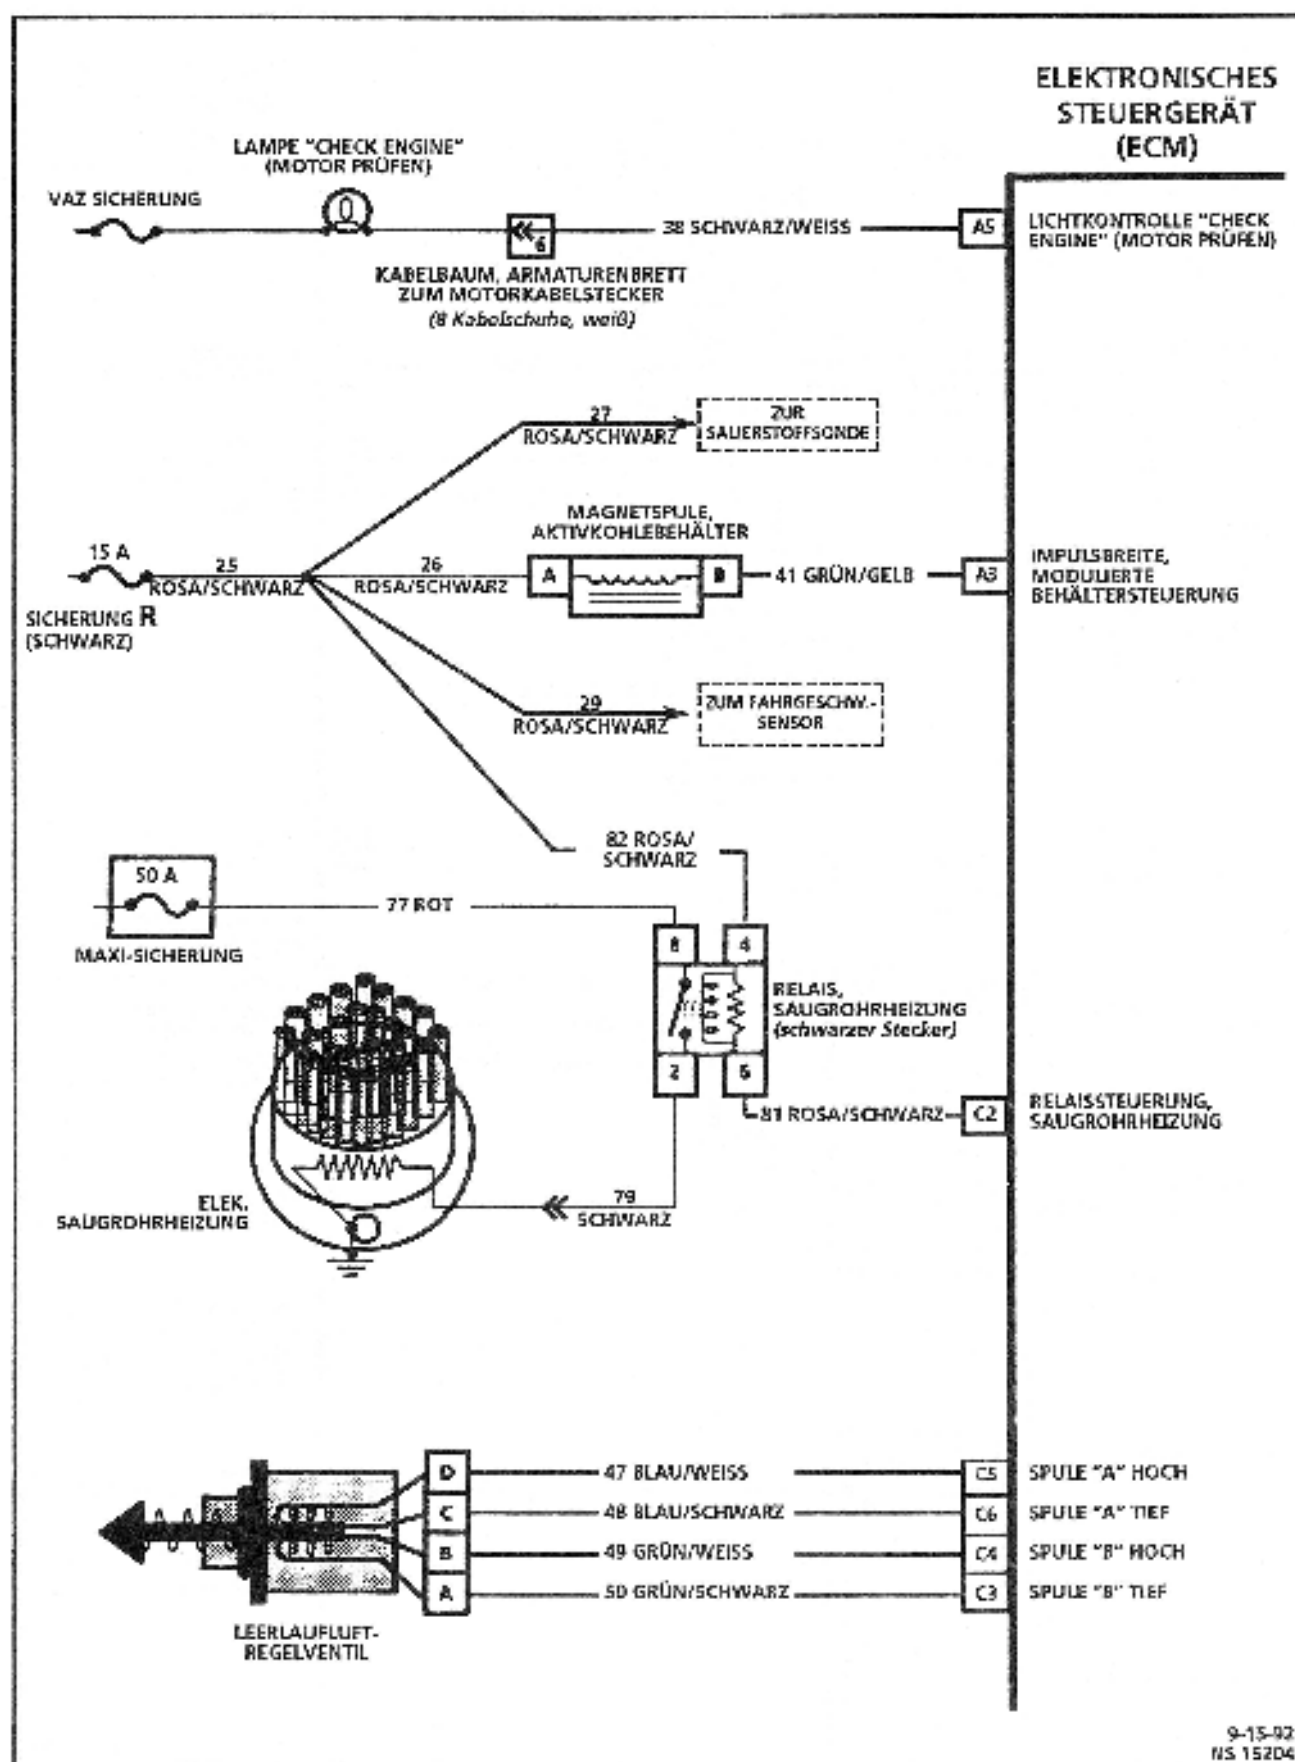 ELEKTRONISCHES
STEUERGERÄT
(ECM)
LAMPE "CHECK ENGINE"
(MOTOR PRÜFEN)
VAZ SICHERUNG
6
38 SCHWARZ/WEISS
A5
LICHTKONTROLLE "CHECK
ENGINE" (MOTOR PRÜFEN)
KABELBAUM, ARMATURENBRETT
ZUM MOTORKABELSTECKER
(8 Kabelschuhe, weiß)
27
ROSA/SCHWARZ
ZUR
SAUERSTOFFSONDE
MAGNETSPULE,
AKTIVKOHLEBEHÄLTER
15 A
25
ROSA/SCHWARZ
26
ROSA/SCHWARZ
A
B
41 GRÜN/GELB
A3
IMPULSBREITE,
MODULIERTE
BEHÄLTERSTEUERUNG
SICHERUNG R
(SCHWARZ)
29
ROSA/SCHWARZ
ZUM FAHRGESCHW.-
SENSOR
82 ROSA/
SCHWARZ
50 A
77 ROT
MAXI-SICHERUNG
8
4
RELAIS,
SAUGROHRHEIZUNG
(schwarzer Stecker)
2
6
81 ROSA/SCHWARZ
C2
RELAISSTEUERUNG,
SAUGROHRHEIZUNG
79
SCHWARZ
ELEK.
SAUGROHRHEIZUNG
D
47 BLAU/WEISS
C5
SPULE "A" HOCH
C
48 BLAU/SCHWARZ
C6
SPULE "A" TIEF
B
49 GRÜN/WEISS
C4
SPULE "B" HOCH
A
50 GRÜN/SCHWARZ
C3
SPULE "B" TIEF
LEERLAUFLUFT-
REGELVENTIL
9-15-92
NS 15204